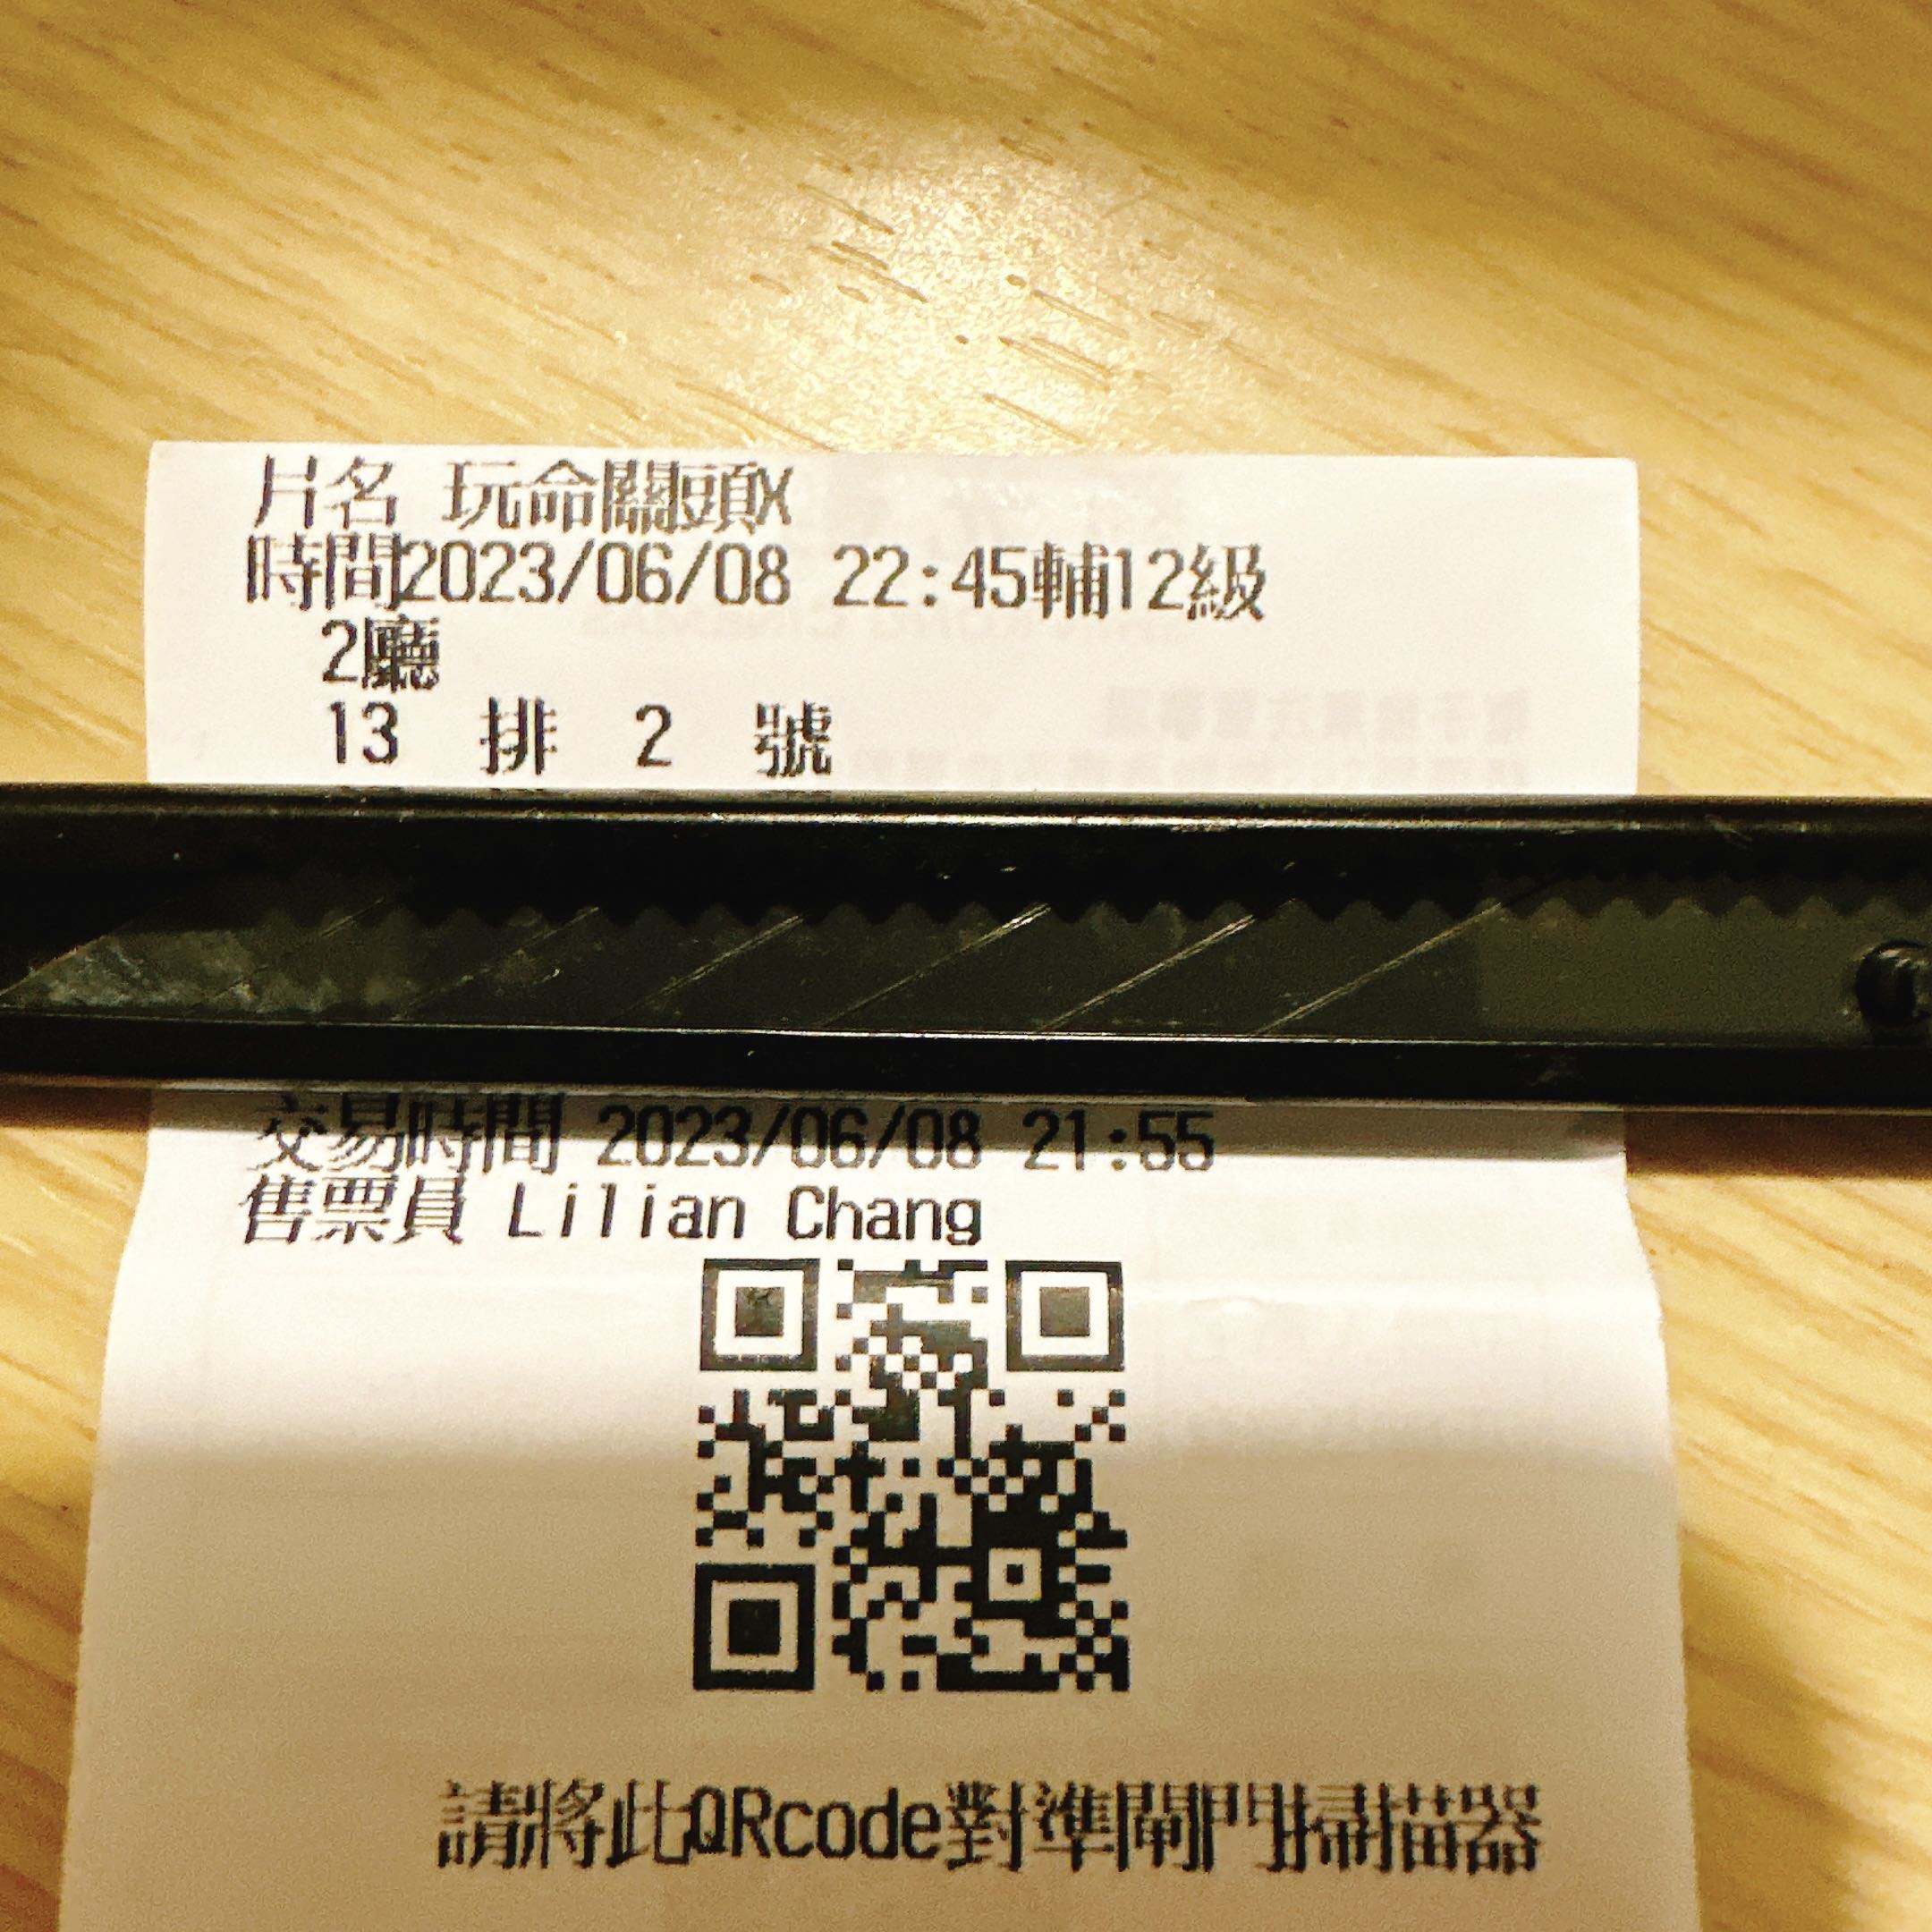 片名 玩命關頭X
時間2023/06/08 22:45輔12級
2廳
13 排 2 號
交易時間 2023/06/08 21:55
售票員 Lilian Chang
請將此QRcode對準閘門掃描器